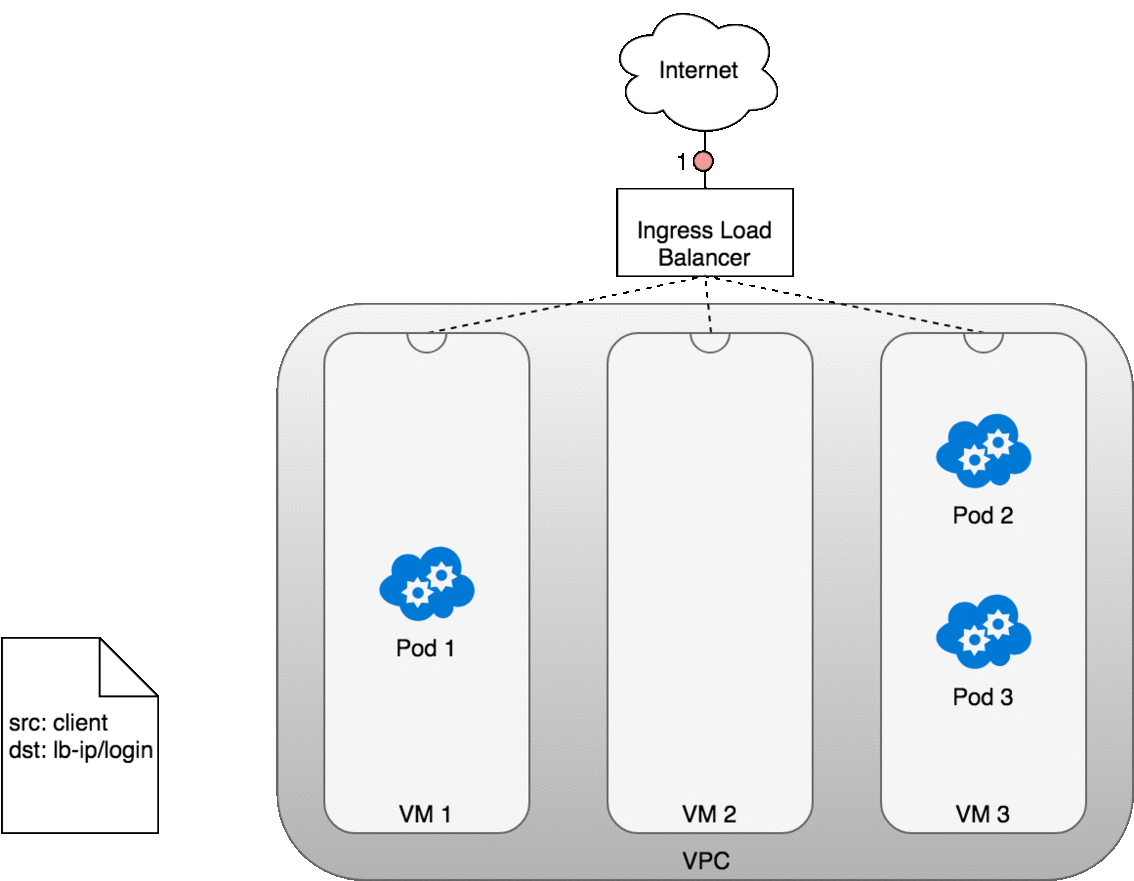 Internet
1
Ingress Load
Balancer
Pod 2
Pod 1
Pod 3
src: client
dst: lb-ip/login
VM 1
VM 2
VM 3
VPC